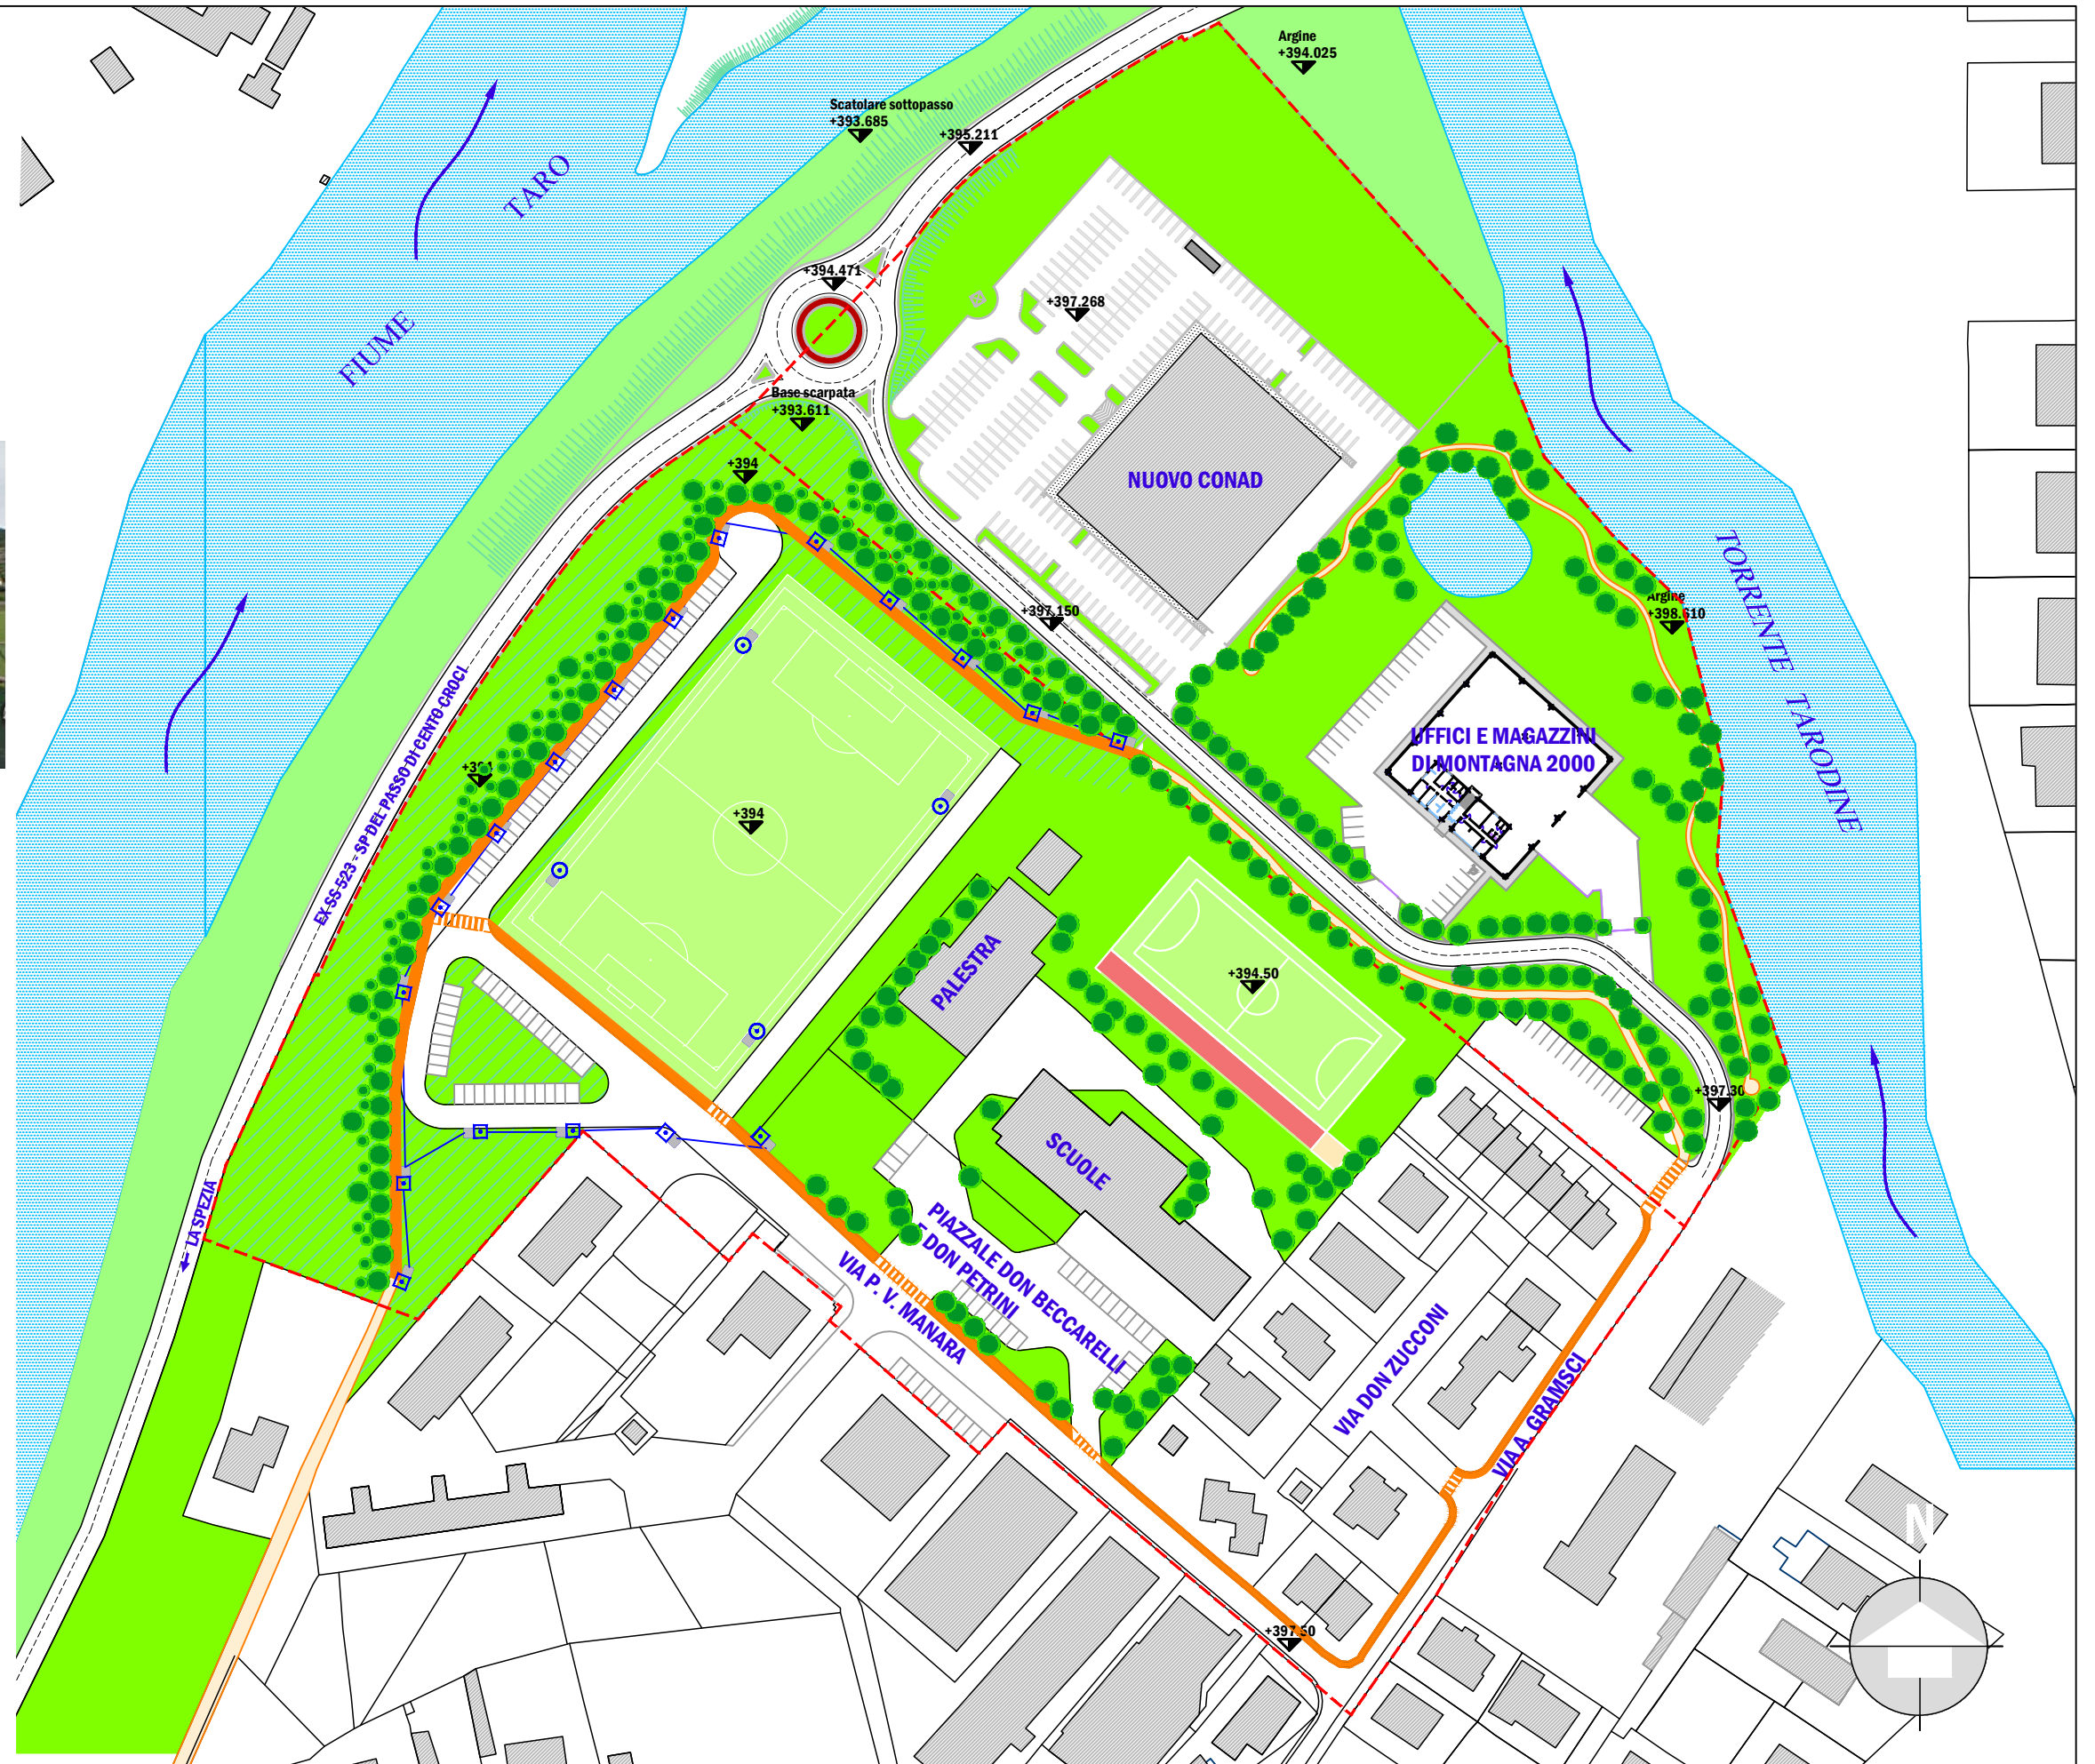 Argine
+394.025
Scatolare sottopasso
+393.685
+395.211
TARO
FIUME
+394.471
+397.268
Base scarpata
+393.611
+394
NUOVO CONAD
TORRENTE TARODINE
Argine
+398.610
+397.150
EX SS 523 - SP DEL PASSO DI CENTO CROCI
UFFICI E MAGAZZINI
DI MONTAGNA 2000
+394
+394
PALESTRA
+394.50
SCUOLE
+397.30
LA SPEZIA
PIAZZALE DON BECCARELLI
E DON PETRINI
VIA P. V. MANARA
VIA DON ZUCCONI
VIA A. GRAMSCI
N
+397.50